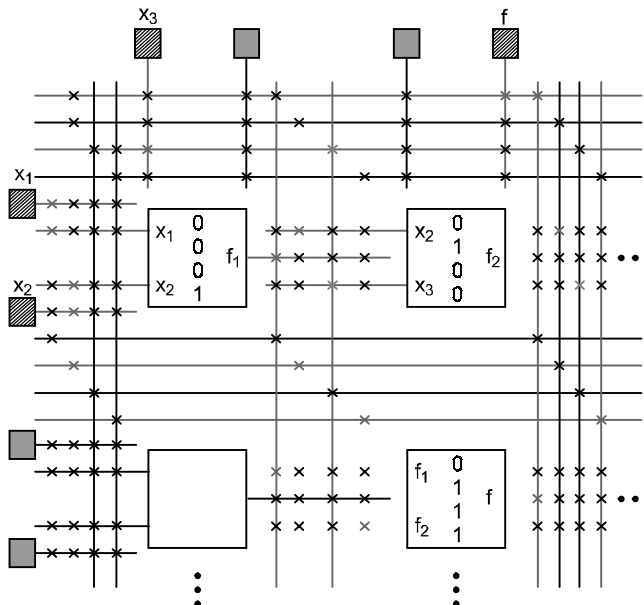 x₃ f
x₁
x₁ 0 f₁
0
0
x₂ 1
x₂ 0 f₂
1
0
x₃ 0
x₂
f₁ 0 f
1
1
f₂ 1